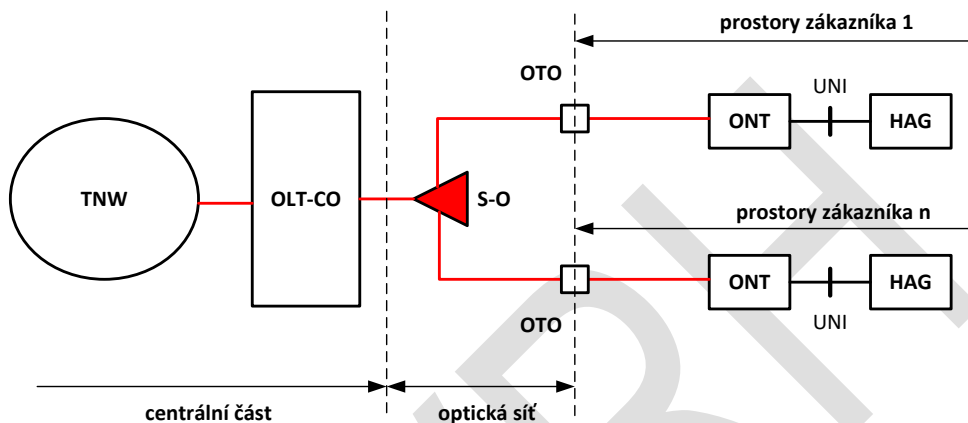 prostory zákazníka 1
OTO
UNI
ONT
HAG
TNW
OLT-CO
S-O
prostory zákazníka n
ONT
HAG
OTO
UNI
centrální část
optická síť